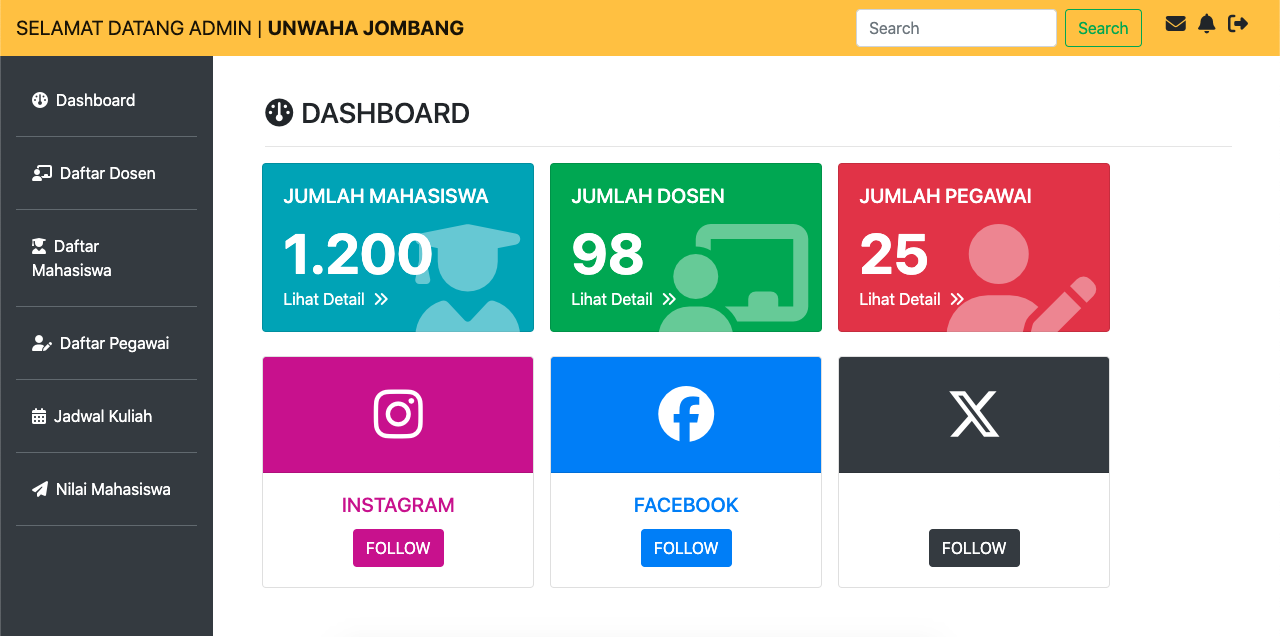 SELAMAT DATANG ADMIN | UNWAHA JOMBANG
Search
Search
Dashboard
Daftar Dosen
Daftar
Mahasiswa
Daftar Pegawai
Jadwal Kuliah
Nilai Mahasiswa
DASHBOARD
JUMLAH MAHASISWA
1.200
Lihat Detail
JUMLAH DOSEN
98
Lihat Detail
JUMLAH PEGAWAI
25
Lihat Detail
INSTAGRAM
FOLLOW
FACEBOOK
FOLLOW
FOLLOW